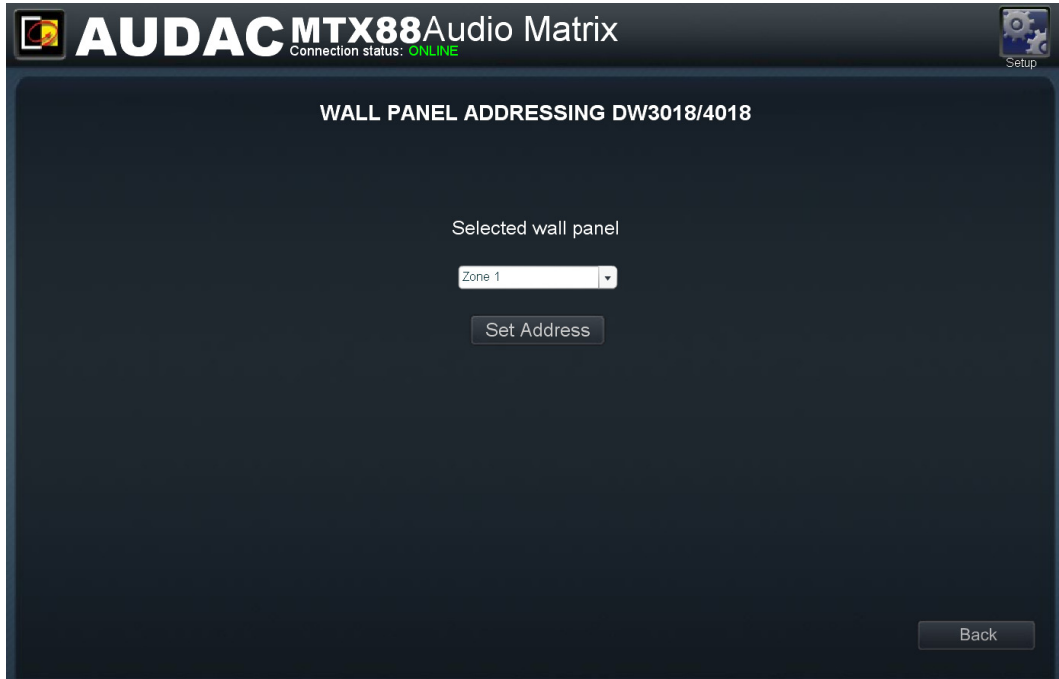 AUDAC MTX88 Audio Matrix
Connection status: ONLINE
Setup
WALL PANEL ADDRESSING DW3018/4018
Selected wall panel
Zone 1
Set Address
Back